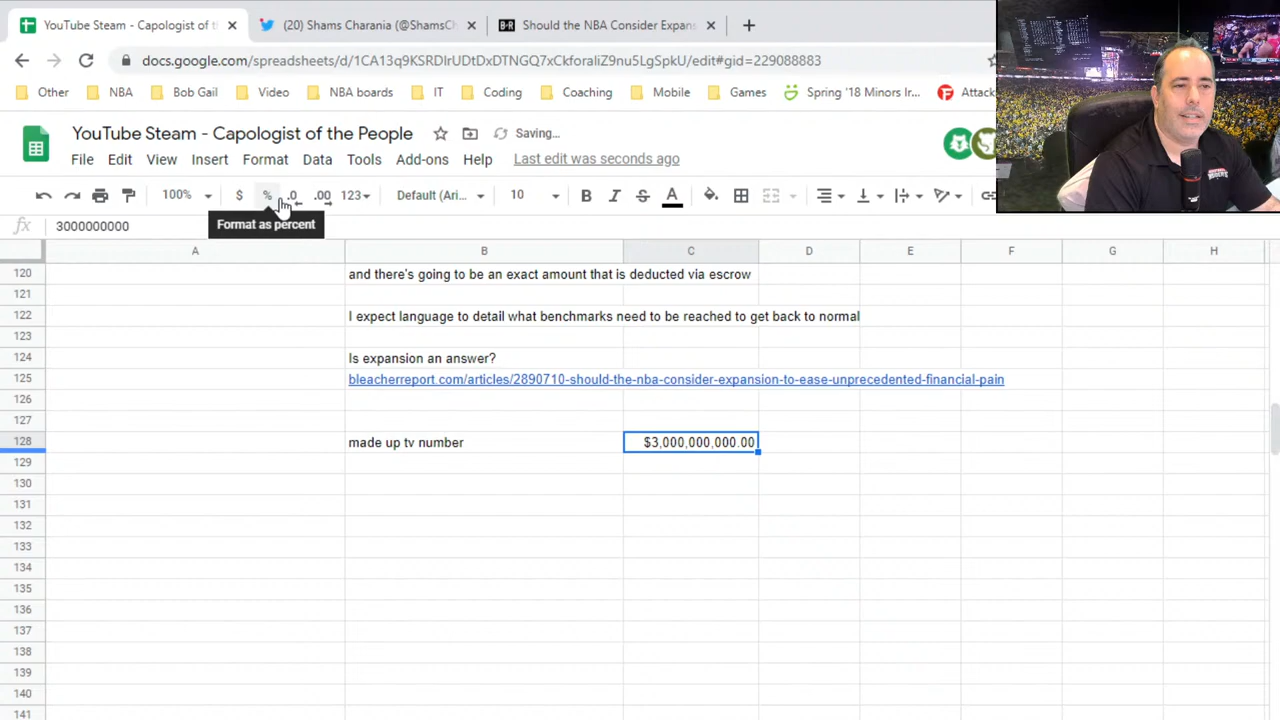 YouTube Steam - Capologist of t
(20) Shams Charania (@ShamsCh
B·R Should the NBA Consider Expans
docs.google.com/spreadsheets/d/1CA13q9KSRDIrUDtDxDTNGQ7xCkforaliZ9nu5LgSpkU/edit#gid=229088883
Other NBA Bob Gail Video NBA boards IT Coding Coaching Mobile Games Spring '18 Minors Ir... Attack
YouTube Steam - Capologist of the People Saving...
File Edit View Insert Format Data Tools Add-ons Help Last edit was seconds ago
100% $ % .0 .00 123 Default (Ari... 10 B I S A
fx 3000000000
Format as percent
A B C D E F G H
120 and there's going to be an exact amount that is deducted via escrow
121
122 I expect language to detail what benchmarks need to be reached to get back to normal
123
124 Is expansion an answer?
125 bleacherreport.com/articles/2890710-should-the-nba-consider-expansion-to-ease-unprecedented-financial-pain
126
127
128 made up tv number $3,000,000,000.00
129
130
131
132
133
134
135
136
137
138
139
140
141